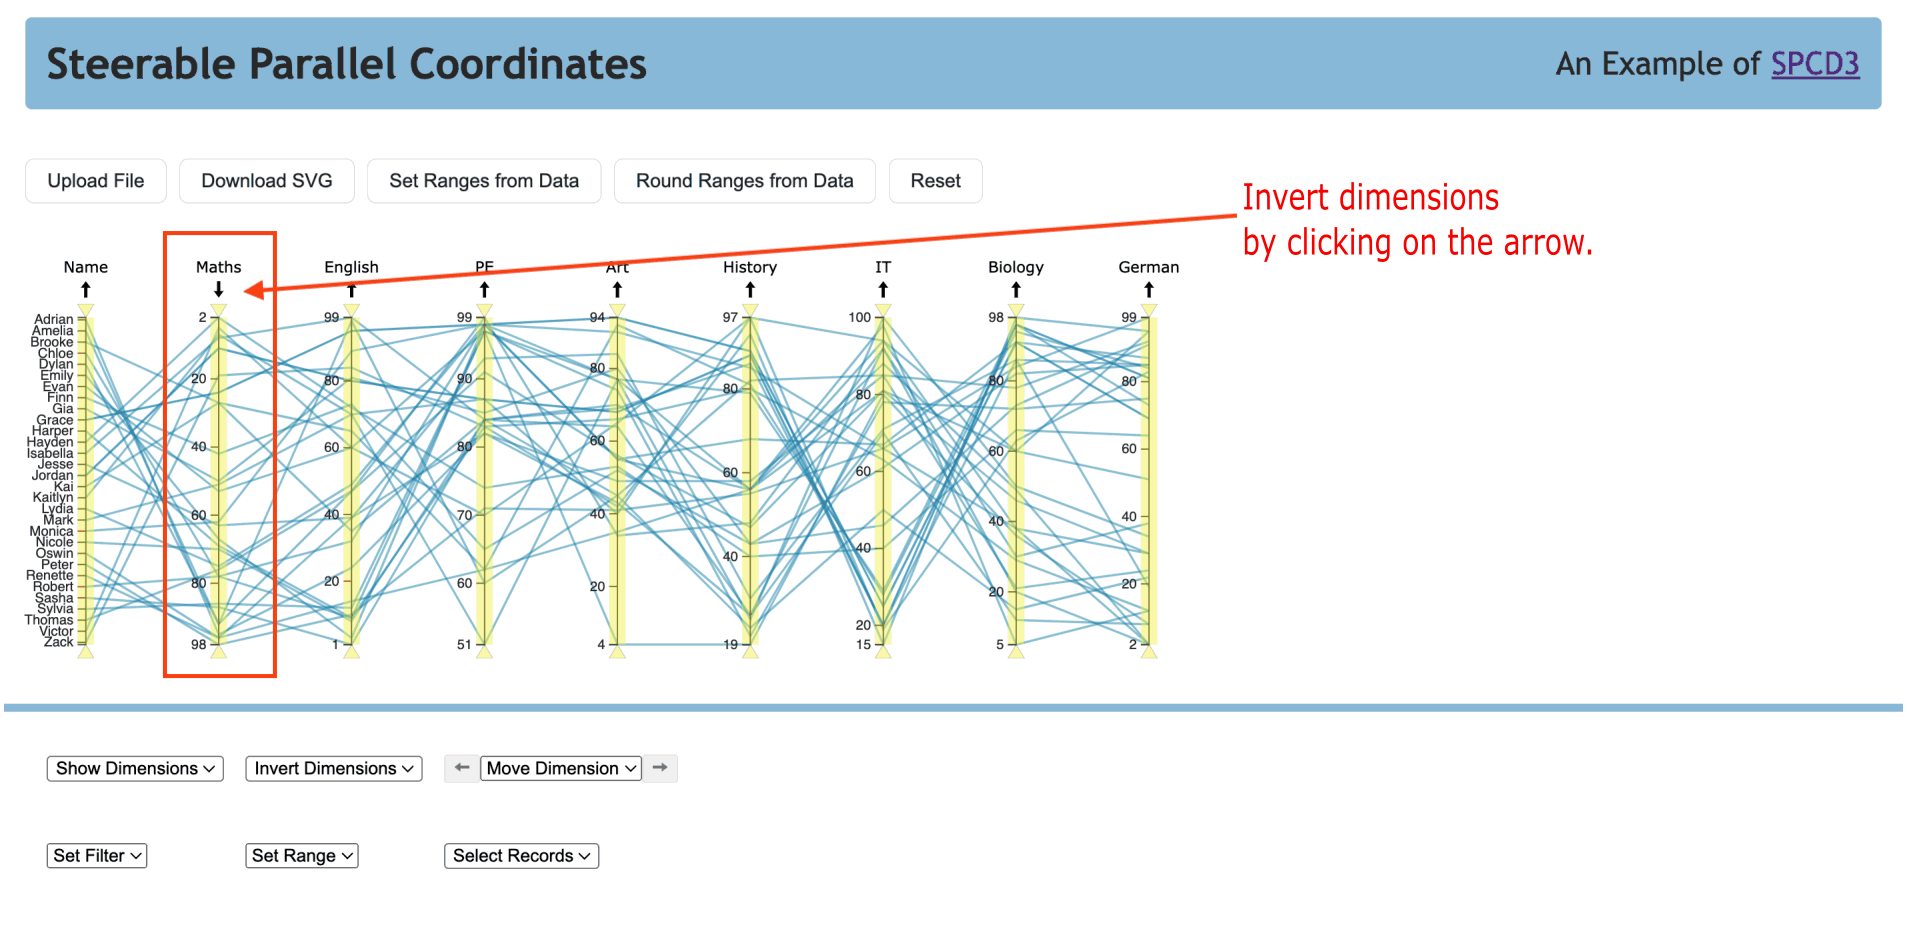 Steerable Parallel Coordinates
An Example of SPCD3
Upload File
Download SVG
Set Ranges from Data
Round Ranges from Data
Reset
Invert dimensions
by clicking on the arrow.
Name
Maths
English
PE
Art
History
IT
Biology
German
Adrian
Amelia
Brooke
Chloe
Dylan
Emily
Evan
Finn
Gia
Grace
Harper
Hayden
Isabella
Jesse
Jordan
Kai
Kaitlyn
Lydia
Mark
Monica
Nicole
Oswin
Peter
Renette
Robert
Sasha
Sylvia
Thomas
Victor
Zack
2
20
40
60
80
98
99
80
60
40
20
1
99
90
80
70
60
51
94
80
60
40
20
4
97
80
60
40
19
100
80
60
40
20
15
98
80
60
40
20
5
99
80
60
40
20
2
Show Dimensions
Invert Dimensions
Move Dimension
Set Filter
Set Range
Select Records